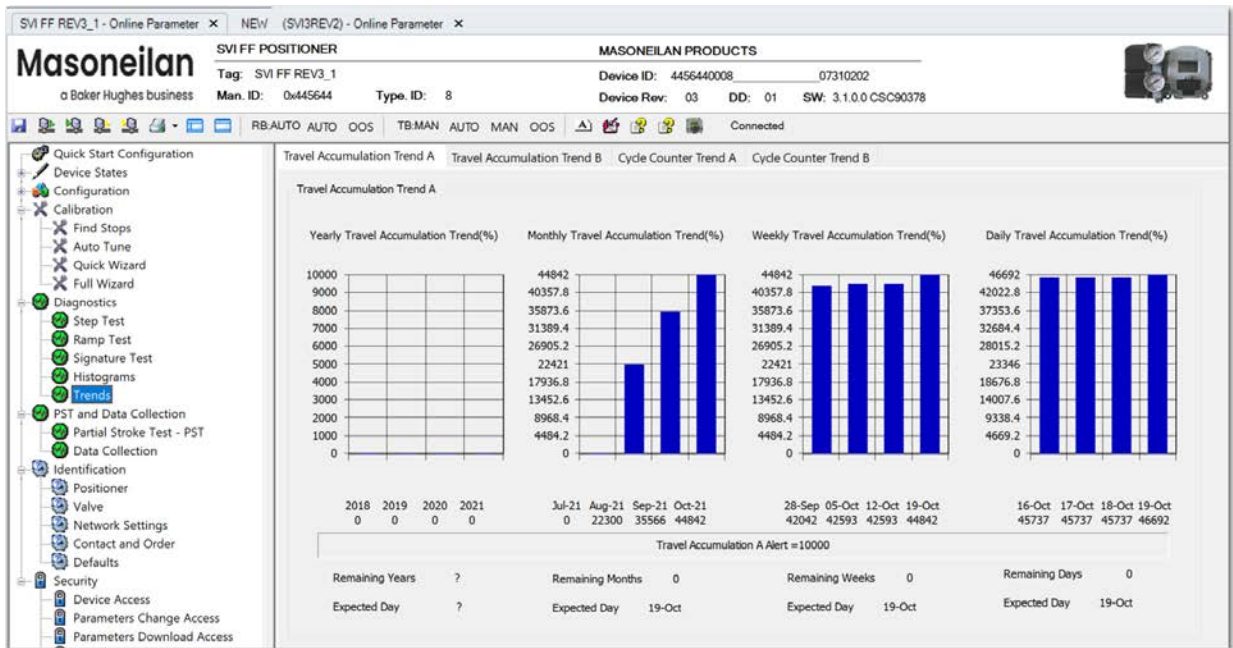 SVI FF REV3_1 - Online Parameter × NEW (SVI3REV2) - Online Parameter ×
Masoneilan
a Baker Hughes business
SVI FF POSITIONER MASONEILAN PRODUCTS
Tag: SVI FF REV3_1 Device ID: 4456440008________07310202
Man. ID: 0x445644 Type. ID: 8 Device Rev: 03 DD: 01 SW: 3.1.0.0 CSC90378
RB:AUTO AUTO OOS TB:MAN AUTO MAN OOS Connected
Quick Start Configuration
Device States
Configuration
Calibration
Find Stops
Auto Tune
Quick Wizard
Full Wizard
Diagnostics
Step Test
Ramp Test
Signature Test
Histograms
Trends
PST and Data Collection
Partial Stroke Test - PST
Data Collection
Identification
Positioner
Valve
Network Settings
Contact and Order
Defaults
Security
Device Access
Parameters Change Access
Parameters Download Access
Travel Accumulation Trend A Travel Accumulation Trend B Cycle Counter Trend A Cycle Counter Trend B
Travel Accumulation Trend A
Yearly Travel Accumulation Trend(%) Monthly Travel Accumulation Trend(%) Weekly Travel Accumulation Trend(%) Daily Travel Accumulation Trend(%)
10000 44842 44842 46692
9000 40357.8 40357.8 42022.8
8000 35873.6 35873.6 37353.6
7000 31389.4 31389.4 32684.4
6000 26905.2 26905.2 28015.2
5000 22421 22421 23346
4000 17936.8 17936.8 18676.8
3000 13452.6 13452.6 14007.6
2000 8968.4 8968.4 9338.4
1000 4484.2 4484.2 4669.2
0 0 0 0
2018 2019 2020 2021 Jul-21 Aug-21 Sep-21 Oct-21 28-Sep 05-Oct 12-Oct 19-Oct 16-Oct 17-Oct 18-Oct 19-Oct
0 0 0 0 0 22300 35566 44842 42042 42593 42593 44842 45737 45737 45737 46692
Travel Accumulation A Alert =10000
Remaining Years ? Remaining Months 0 Remaining Weeks 0 Remaining Days 0
Expected Day ? Expected Day 19-Oct Expected Day 19-Oct Expected Day 19-Oct